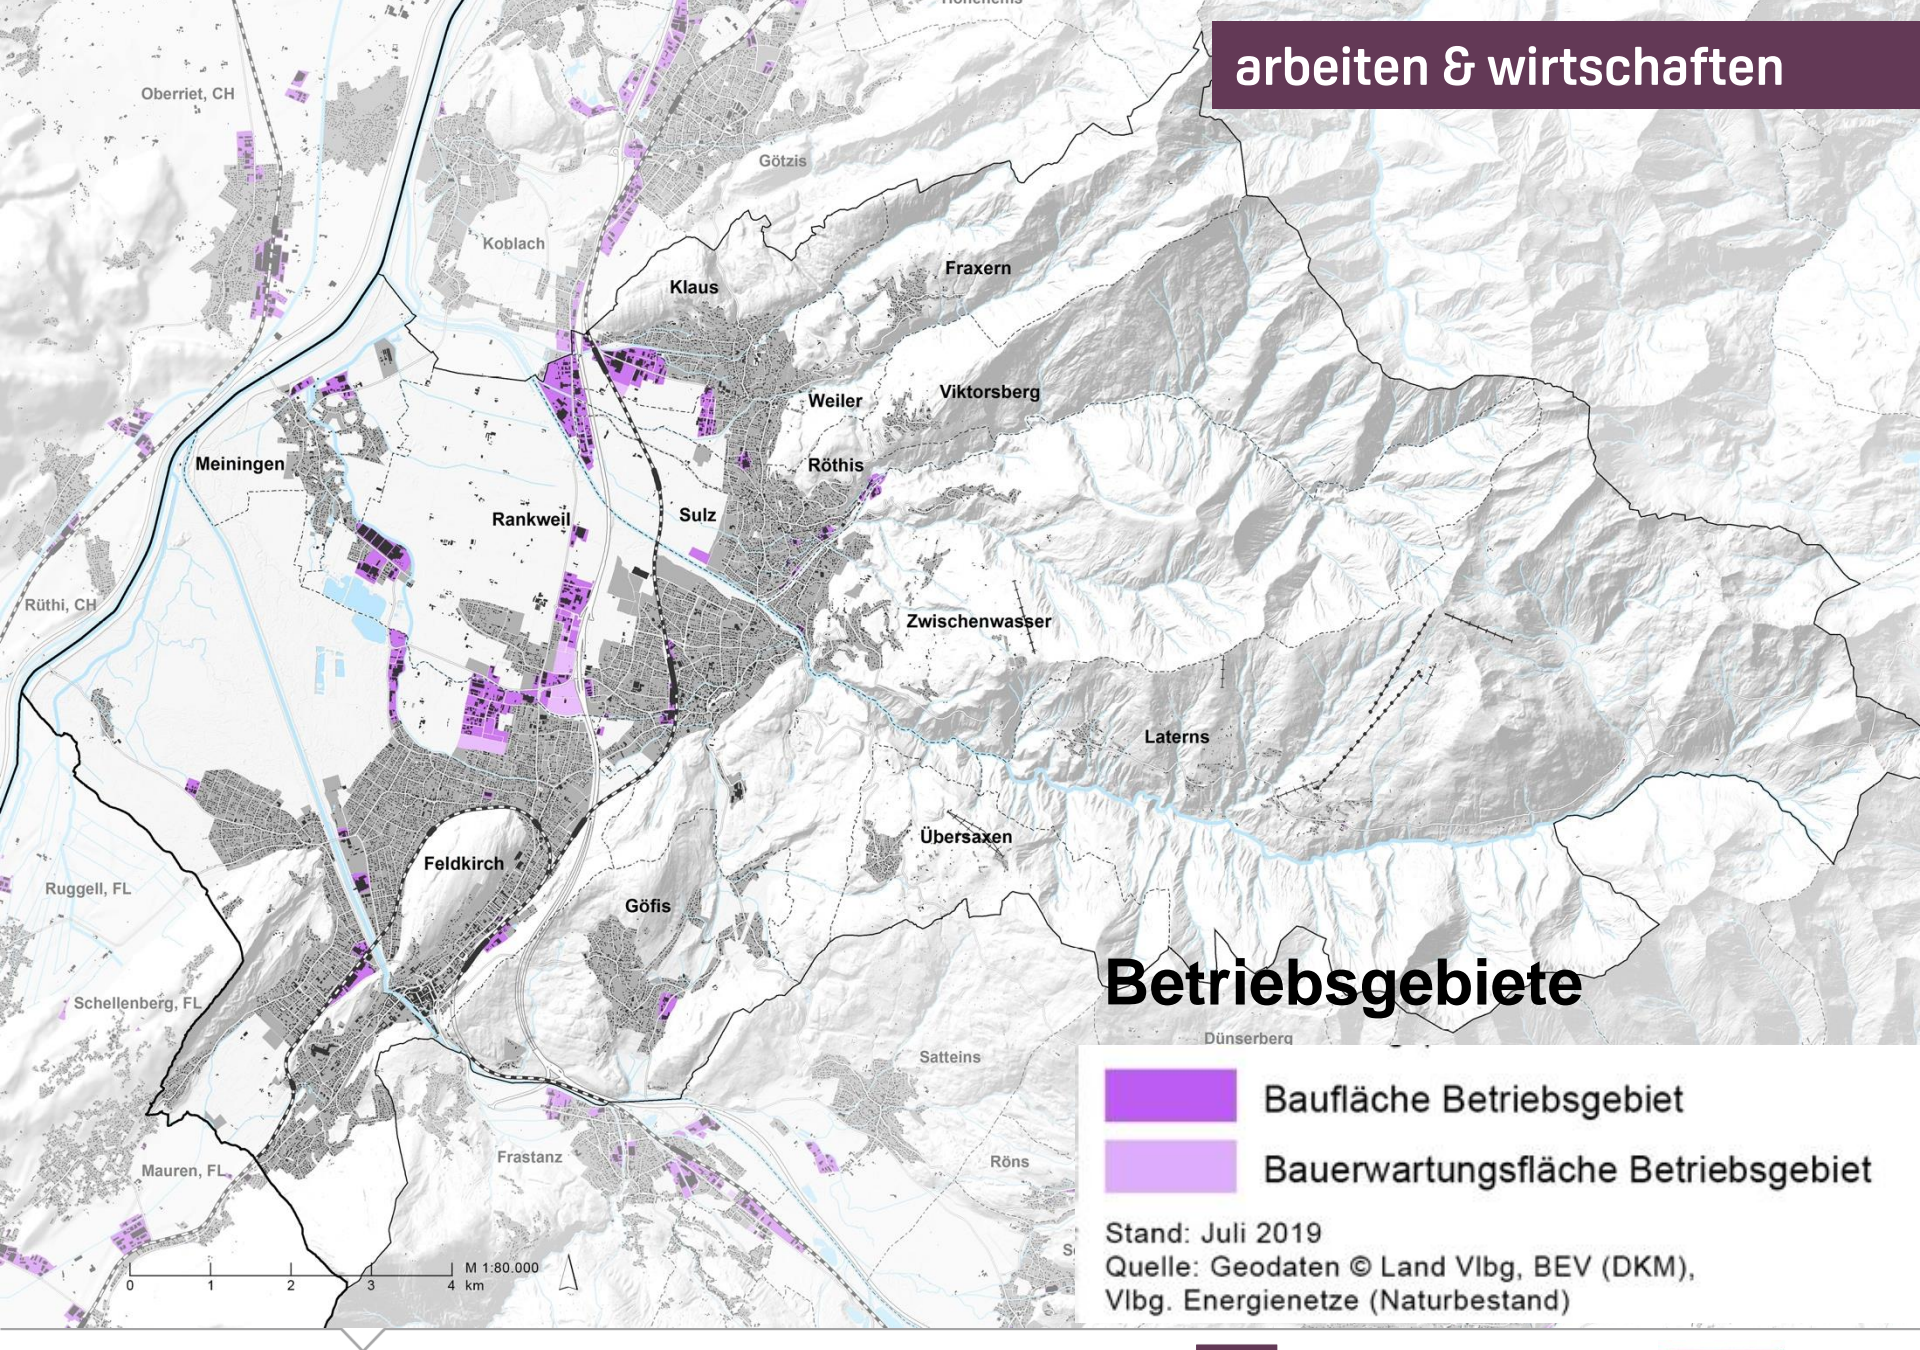 Hohenems
arbeiten & wirtschaften
Oberriet, CH
Götzis
Koblach
Fraxern
Klaus
Viktorsberg
Weiler
Meiningen
Röthis
Rankweil
Sulz
Rüthi, CH
Zwischenwasser
Laterns
Übersaxen
Feldkirch
Ruggell, FL
Göfis
Betriebsgebiete
Schellenberg, FL
Dünserberg
Satteins
Baufläche Betriebsgebiet
Frastanz
Röns
Mauren, FL
Bauerwartungsfläche Betriebsgebiet
Stand: Juli 2019
Quelle: Geodaten © Land Vlbg, BEV (DKM),
Vlbg. Energienetze (Naturbestand)
M 1:80.000
0 1 2 3 4 km